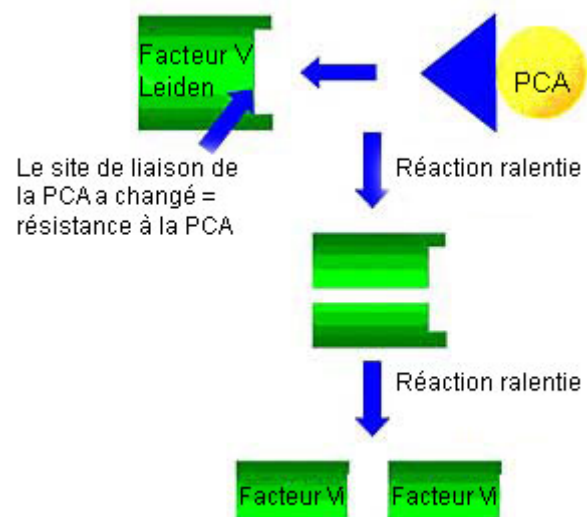 Facteur V
Leiden
PCA
Le site de liaison de
la PCA a changé =
résistance à la PCA
Réaction ralentie
Réaction ralentie
Facteur Vi
Facteur Vi